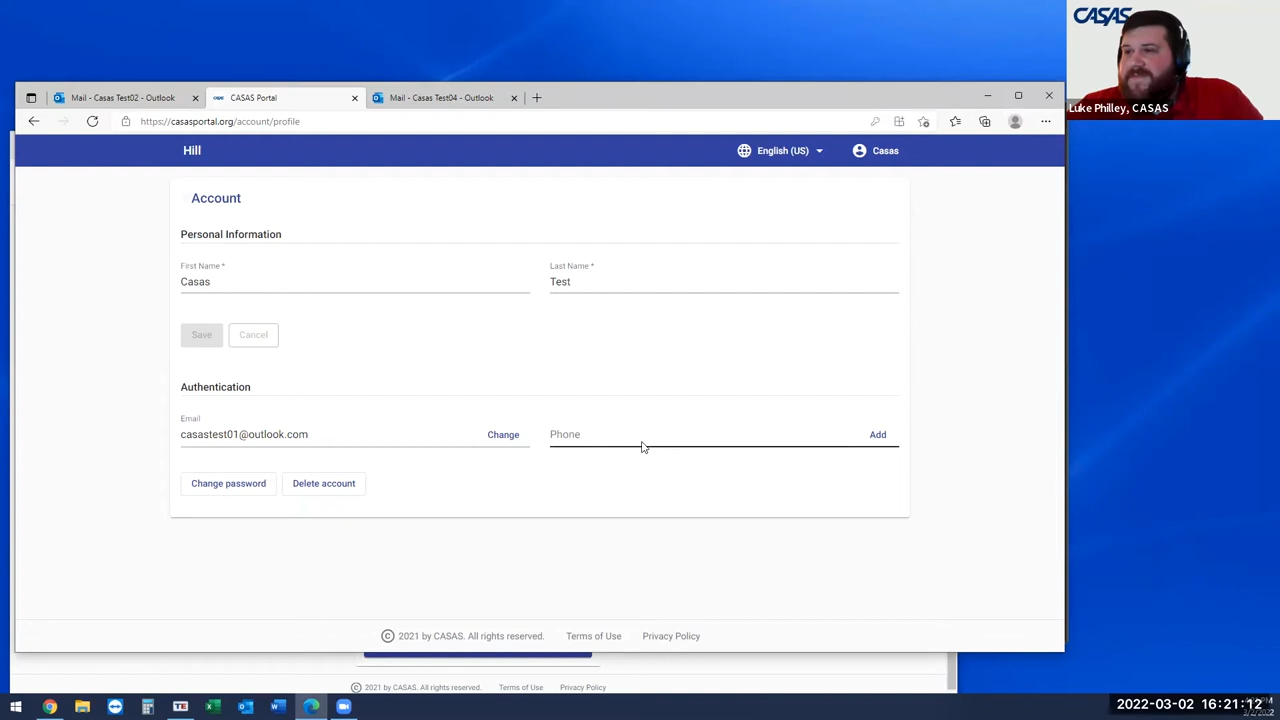 CASAS
Luke Philley, CASAS
Mail - Casas Test02 - Outlook
CASAS Portal
Mail - Casas Test04 - Outlook
https://casasportal.org/account/profile
Hill
English (US)
Casas
Account
Personal Information
First Name *
Last Name *
Casas
Test
Save
Cancel
Authentication
Email
casastest01@outlook.com
Change
Phone
Add
Change password
Delete account
© 2021 by CASAS. All rights reserved.
Terms of Use
Privacy Policy
© 2021 by CASAS. All rights reserved.
Terms of Use
Privacy Policy
TE
2022-03-02 16:21:12